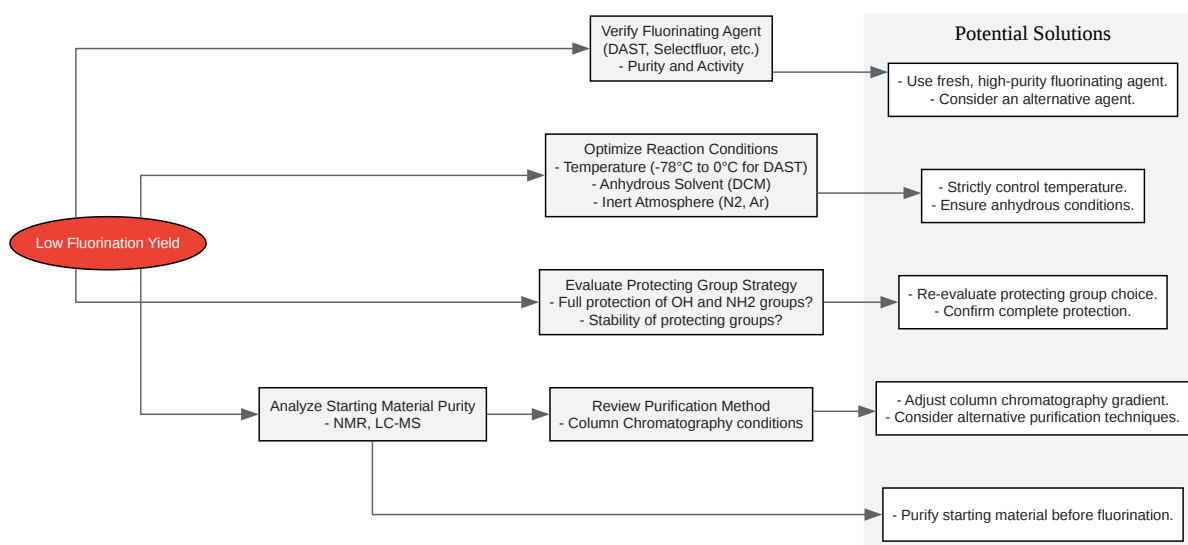 Low Fluorination Yield
Verify Fluorinating Agent
(DAST, Selectfluor, etc.)
- Purity and Activity
Optimize Reaction Conditions
- Temperature (-78°C to 0°C for DAST)
- Anhydrous Solvent (DCM)
- Inert Atmosphere (N2, Ar)
Evaluate Protecting Group Strategy
- Full protection of OH and NH2 groups?
- Stability of protecting groups?
Analyze Starting Material Purity
- NMR, LC-MS
Review Purification Method
- Column Chromatography conditions
Potential Solutions
- Use fresh, high-purity fluorinating agent.
- Consider an alternative agent.
- Strictly control temperature.
- Ensure anhydrous conditions.
- Re-evaluate protecting group choice.
- Confirm complete protection.
- Adjust column chromatography gradient.
- Consider alternative purification techniques.
- Purify starting material before fluorination.